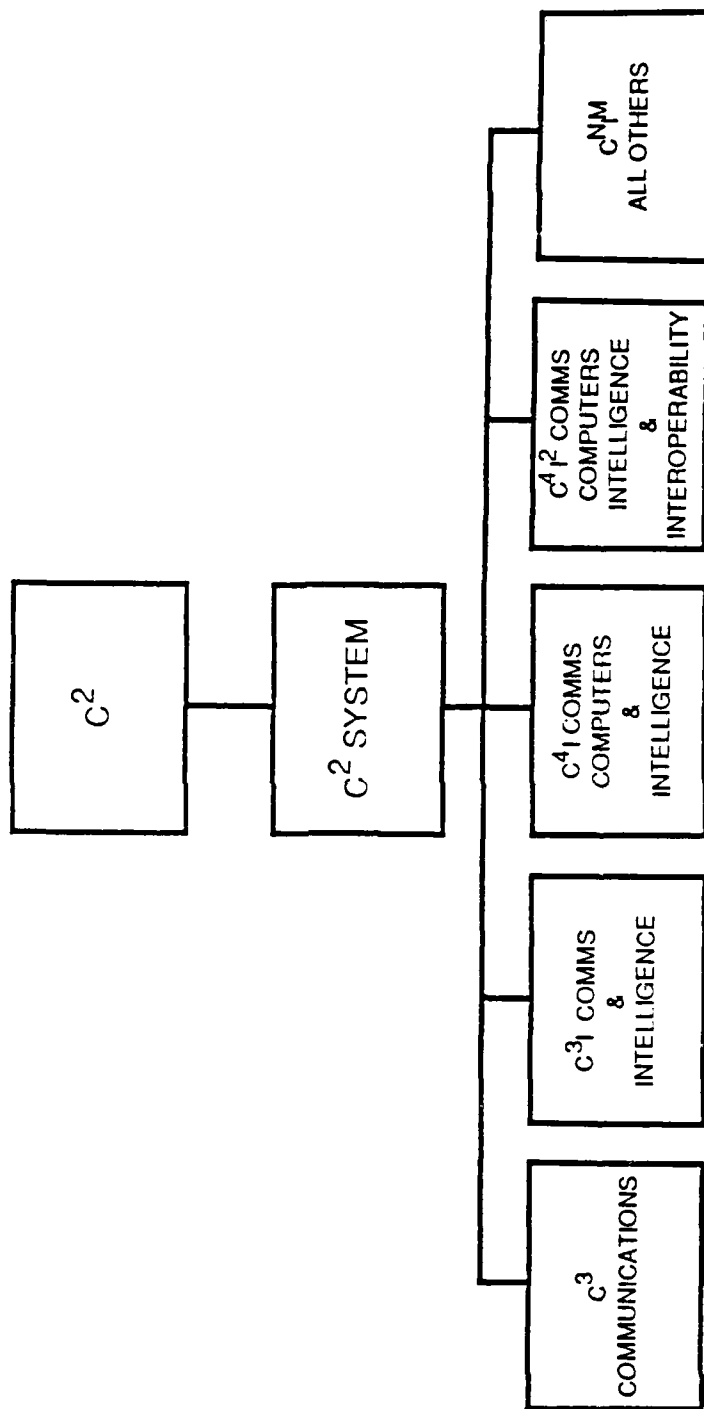 C²
C² SYSTEM
C³
COMMUNICATIONS
C³I COMMS
&
INTELLIGENCE
C⁴I COMMS
COMPUTERS
&
INTELLIGENCE
C⁴I² COMMS
COMPUTERS
INTELLIGENCE
&
INTEROPERABILITY
CᴺIᴹ
ALL OTHERS